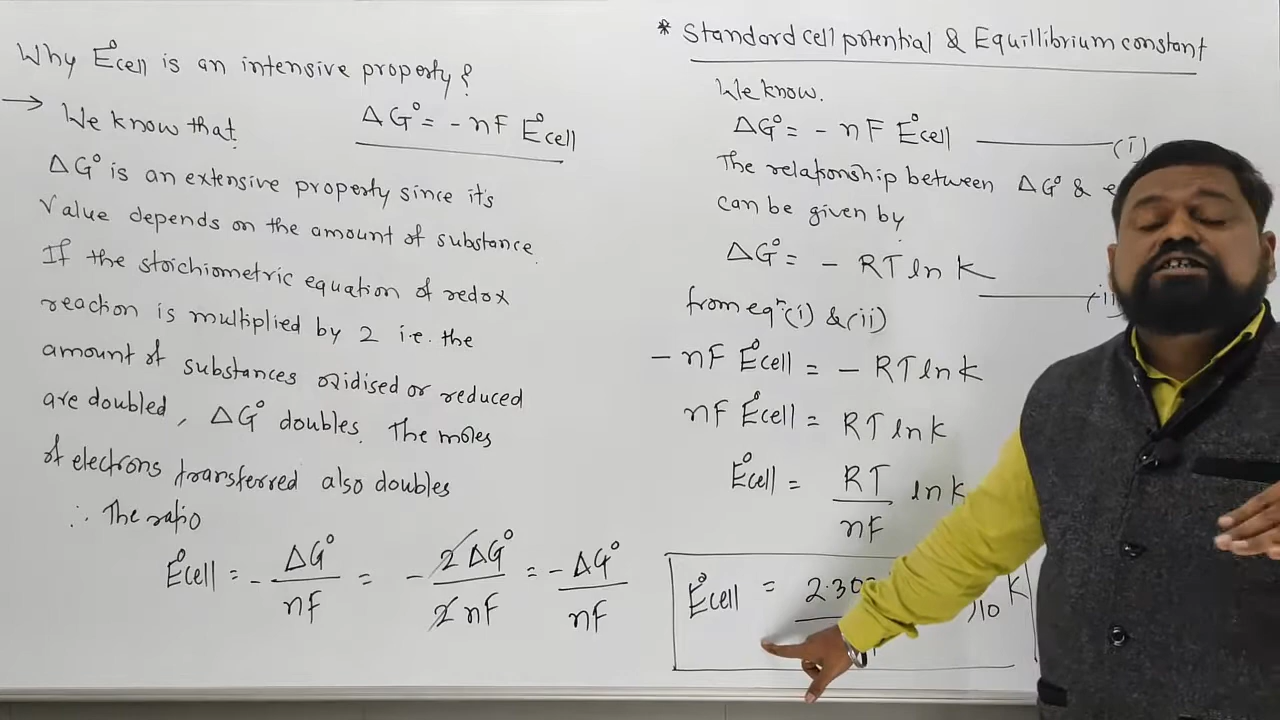 Why E°cell is an intensive property?
→ We know that ΔG° = - nF E°cell
ΔG° is an extensive property since it's
value depends on the amount of substance.
If the stoichiometric equation of redox
reaction is multiplied by 2 i.e. the
amount of substances oxidised or reduced
are doubled, ΔG° doubles. The moles
of electrons transferred also doubles
∴ The ratio
E°cell = - ΔG°/nF = - 2ΔG°/2nF = - ΔG°/nF
* Standard cell potential & Equillibrium constant
We know.
ΔG° = - nF E°cell ——— (i)
The relationship between ΔG° &
can be given by
ΔG° = - RT ln K ——— (ii)
from eqn (i) & (ii)
- nF E°cell = - RT ln K
nF E°cell = RT ln K
E°cell = RT/nF ln K
E°cell = 2.30 10 K